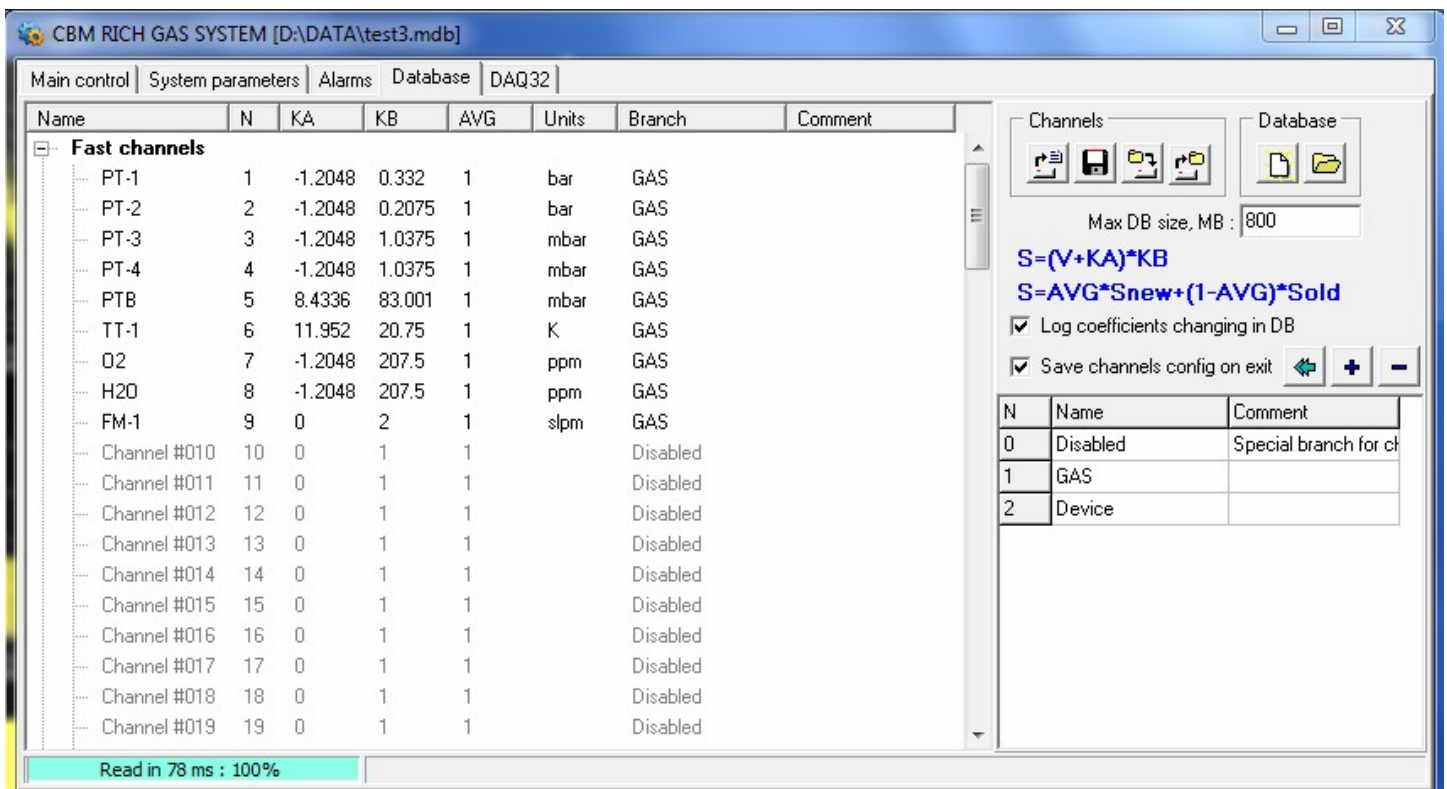 CBM RICH GAS SYSTEM [D:\DATA\test3.mdb]
Main control System parameters Alarms Database DAQ32
Name N KA KB AVG Units Branch Comment
Fast channels
PT-1 1 -1.2048 0.332 1 bar GAS
PT-2 2 -1.2048 0.2075 1 bar GAS
PT-3 3 -1.2048 1.0375 1 mbar GAS
PT-4 4 -1.2048 1.0375 1 mbar GAS
PTB 5 8.4336 83.001 1 mbar GAS
TT-1 6 11.952 20.75 1 K GAS
O2 7 -1.2048 207.5 1 ppm GAS
H2O 8 -1.2048 207.5 1 ppm GAS
FM-1 9 0 2 1 slpm GAS
Channel #010 10 0 1 1 Disabled
Channel #011 11 0 1 1 Disabled
Channel #012 12 0 1 1 Disabled
Channel #013 13 0 1 1 Disabled
Channel #014 14 0 1 1 Disabled
Channel #015 15 0 1 1 Disabled
Channel #016 16 0 1 1 Disabled
Channel #017 17 0 1 1 Disabled
Channel #018 18 0 1 1 Disabled
Channel #019 19 0 1 1 Disabled
Channels Database
Max DB size, MB : 800
S=(V+KA)*KB
S=AVG*Snew+(1-AVG)*Sold
Log coefficients changing in DB
Save channels config on exit
N Name Comment
0 Disabled Special branch for ch
1 GAS
2 Device
Read in 78 ms : 100%